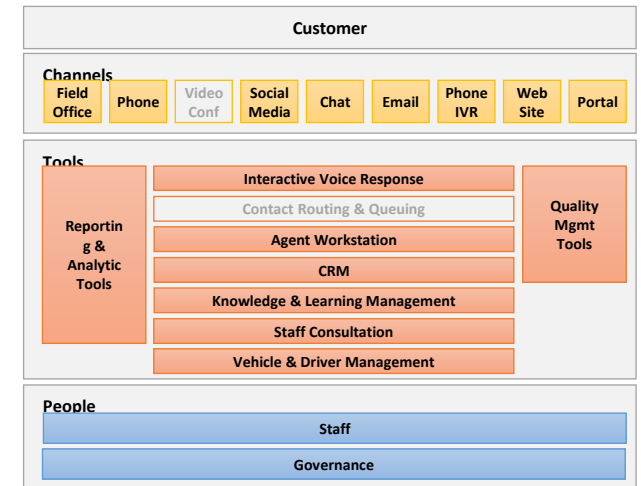 Customer
Channels
Field
Office
Phone
Video
Conf
Social
Media
Chat
Email
Phone
IVR
Web
Site
Portal
Tools
Reportin
g &
Analytic
Tools
Interactive Voice Response
Contact Routing & Queuing
Agent Workstation
CRM
Knowledge & Learning Management
Staff Consultation
Vehicle & Driver Management
Quality
Mgmt
Tools
People
Staff
Governance